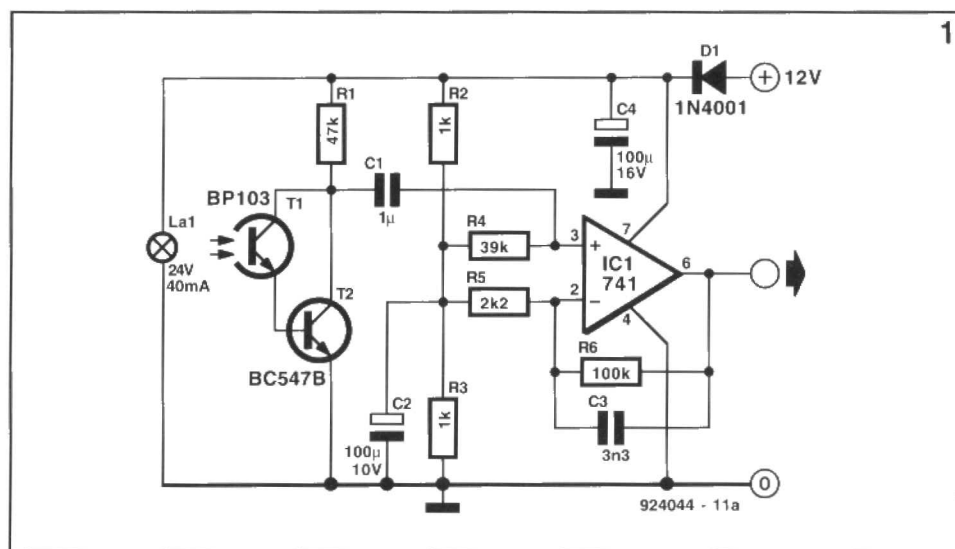 1
D1
12V
1N4001
R1
47k
R2
1k
C4
100µ
16V
C1
1µ
BP103
T1
La1
24V
40mA
R4
39k
3
+
7
IC1
741
6
R5
2k2
2
−
4
T2
BC547B
R6
100k
C3
3n3
R3
1k
C2
100µ
10V
0
924044 - 11a